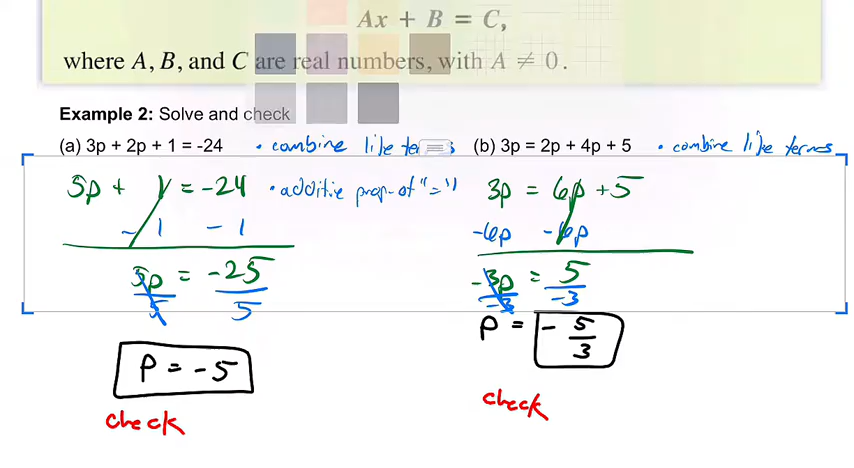 Ax + B = C,
where A, B, and C are real numbers, with A ≠ 0.
Example 2: Solve and check
(a) 3p + 2p + 1 = -24 • combine like terms
5p + 1 = -24 • additive prop. of "="
- 1 - 1
5p = -25
5 5
p = -5
check
(b) 3p = 2p + 4p + 5 • combine like terms
3p = 6p + 5
-6p -6p
-3p = 5
-3 -3
p = - 5/3
check